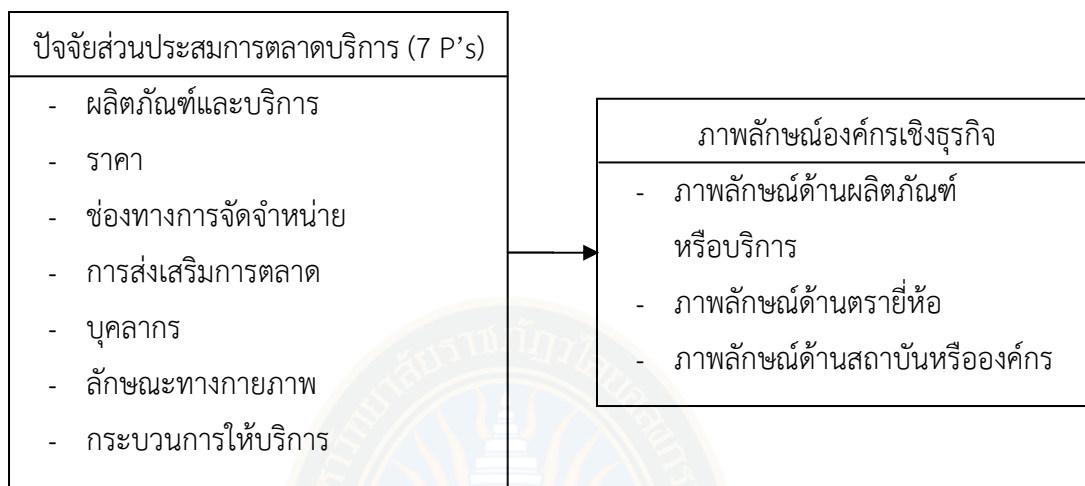 ปัจจัยส่วนประสมการตลาดบริการ (7 P’s)
- ผลิตภัณฑ์และบริการ
- ราคา
- ช่องทางการจัดจำหน่าย
- การส่งเสริมการตลาด
- บุคลากร
- ลักษณะทางกายภาพ
- กระบวนการให้บริการ
ภาพลักษณ์องค์กรเชิงธุรกิจ
- ภาพลักษณ์ด้านผลิตภัณฑ์
หรือบริการ
- ภาพลักษณ์ด้านตรายี่ห้อ
- ภาพลักษณ์ด้านสถาบันหรือองค์กร